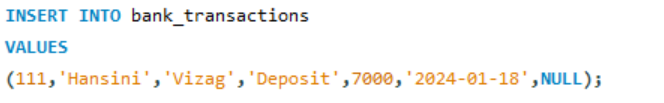 INSERT INTO bank_transactions
VALUES
(111,'Hansini','Vizag','Deposit',7000,'2024-01-18',NULL);